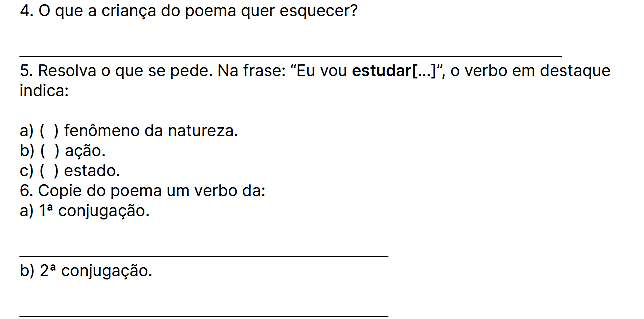 4. O que a criança do poema quer esquecer?
5. Resolva o que se pede. Na frase: “Eu vou estudar[...]”, o verbo em destaque
indica:
a) ( ) fenômeno da natureza.
b) ( ) ação.
c) ( ) estado.
6. Copie do poema um verbo da:
a) 1ª conjugação.
b) 2ª conjugação.